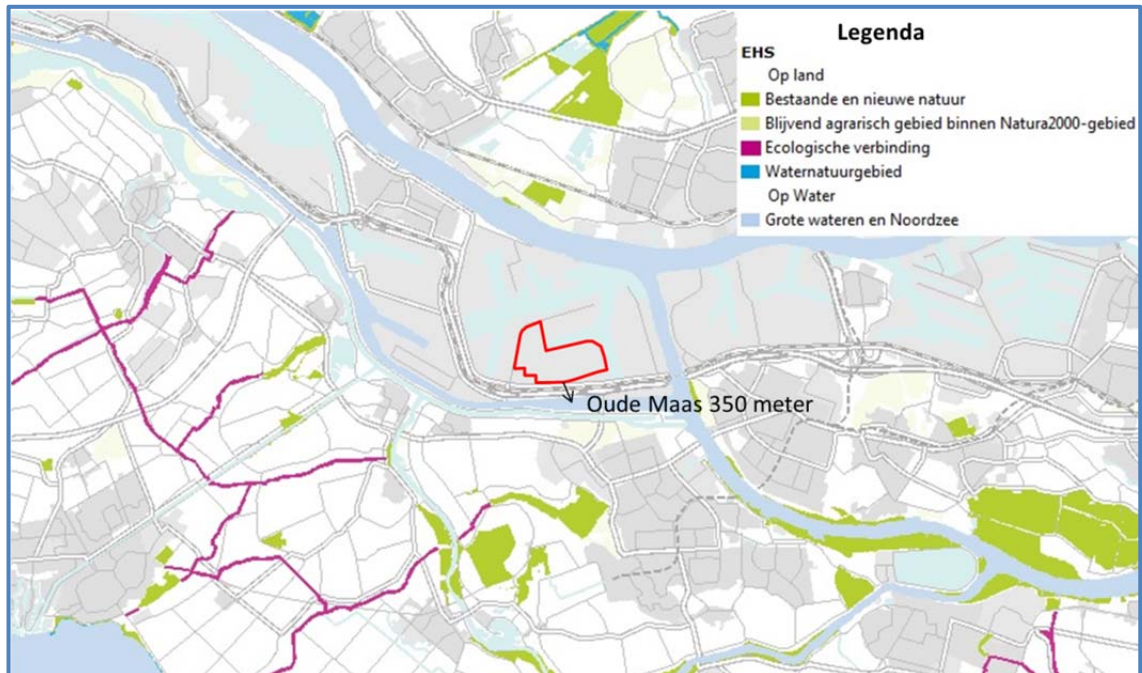 Legenda
EHS
Op land
Bestaande en nieuwe natuur
Blijvend agrarisch gebied binnen Natura2000-gebied
Ecologische verbinding
Waternatuurgebied
Op Water
Grote wateren en Noordzee
Oude Maas 350 meter